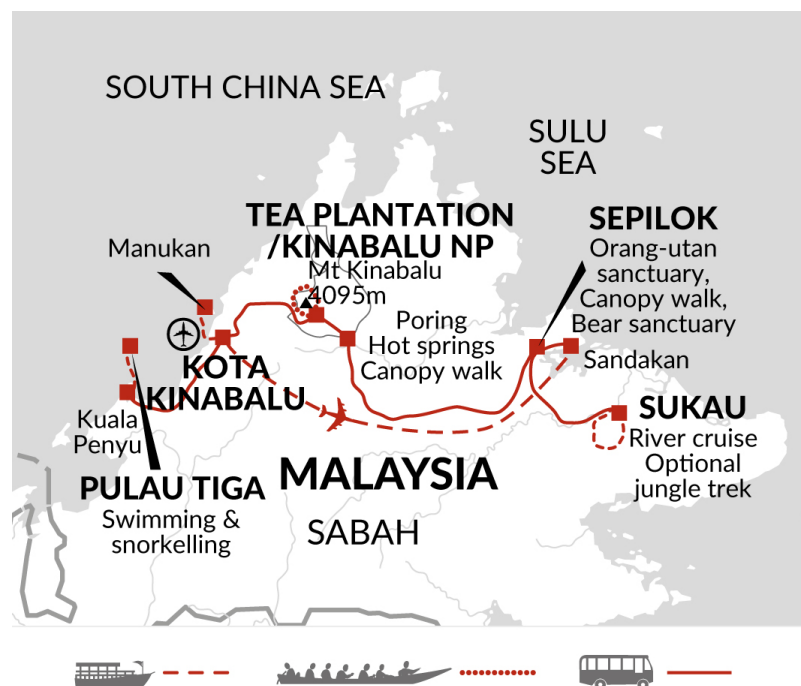 SOUTH CHINA SEA
SULU
SEA
TEA PLANTATION
/KINABALU NP
Mt Kinabalu
4095m
SEPILOK
Orang-utan
sanctuary,
Canopy walk,
Bear sanctuary
Manukan
Poring
Hot springs
Canopy walk
KOTA
KINABALU
Sandakan
Kuala
Penyu
SUKAU
River cruise
Optional
jungle trek
PULAU TIGA
Swimming &
snorkelling
MALAYSIA
SABAH